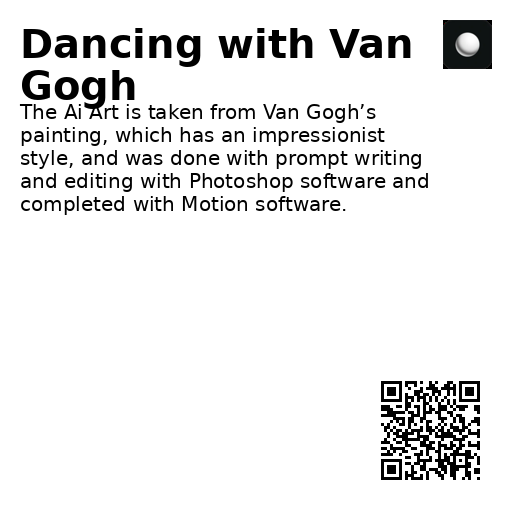 Dancing with Van
Gogh
The Ai Art is taken from Van Gogh’s
painting, which has an impressionist
style, and was done with prompt writing
and editing with Photoshop software and
completed with Motion software.